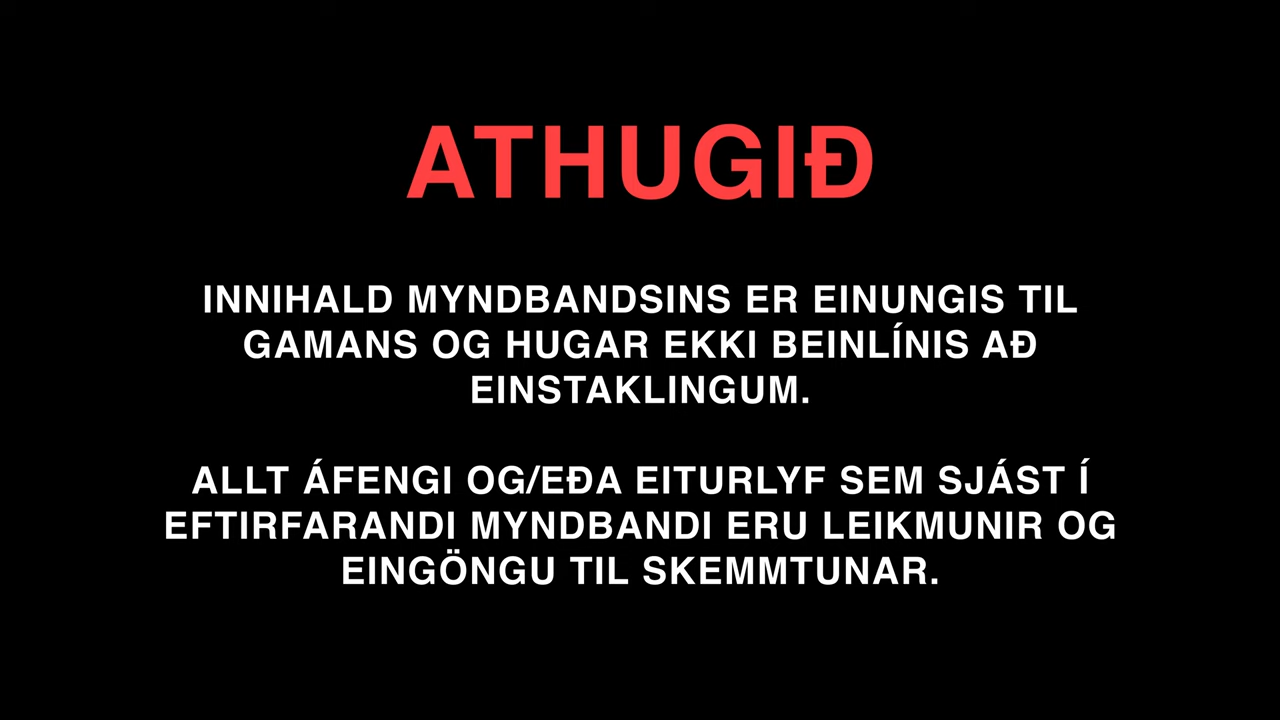 ATHUGIÐ
INNIHALD MYNDBANDSINS ER EINUNGIS TIL
GAMANS OG HUGAR EKKI BEINLÍNIS AÐ
EINSTAKLINGUM.
ALLT ÁFENGI OG/EÐA EITURLYF SEM SJÁST Í
EFTIRFARANDI MYNDBANDI ERU LEIKMUNIR OG
EINGÖNGU TIL SKEMMTUNAR.